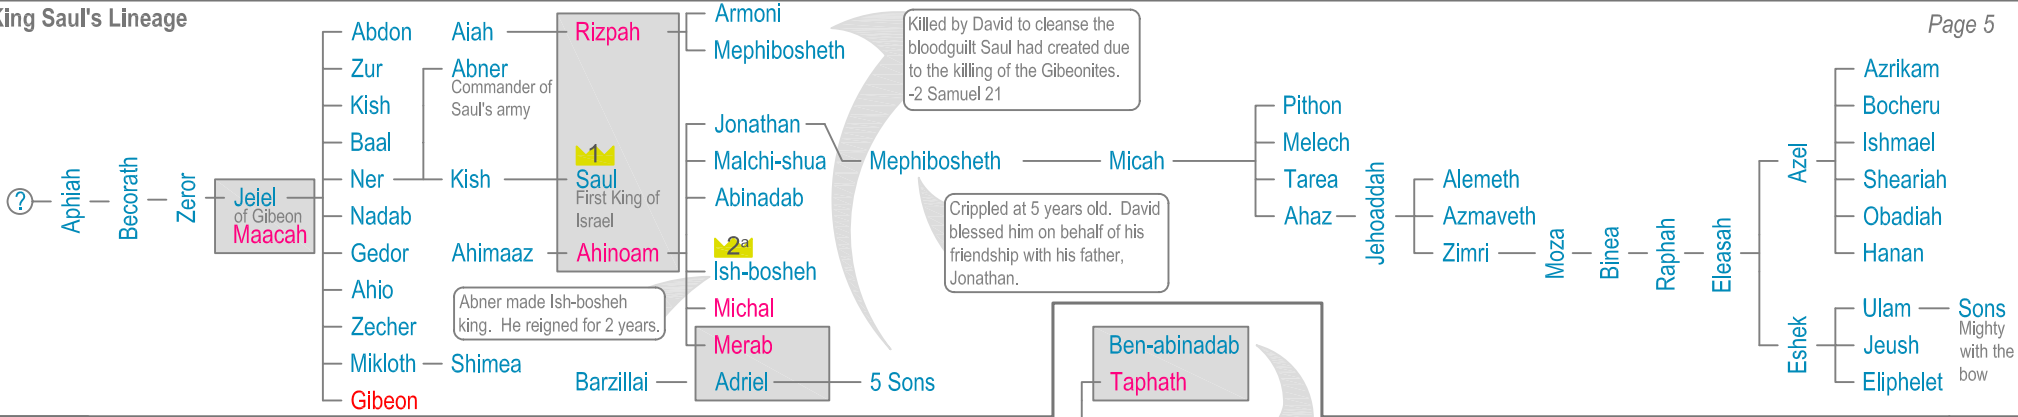 King Saul's Lineage
Page 5
?
Aphiah
Becorath
Zeror
Jeiel
of Gibeon
Maacah
Abdon
Zur
Kish
Baal
Ner
Nadab
Gedor
Ahio
Zecher
Mikloth
Gibeon
Aiah
Abner
Commander of
Saul's army
Kish
Ahimaaz
Shimea
Rizpah
1
Saul
First King of
Israel
Ahinoam
Armoni
Mephibosheth
Jonathan
Malchi-shua
Abinadab
2a
Ish-bosheh
Michal
Merab
Barzillai
Adriel
5 Sons
Abner made Ish-bosheh
king. He reigned for 2 years.
Killed by David to cleanse the
bloodguilt Saul had created due
to the killing of the Gibeonites.
-2 Samuel 21
Mephibosheth
Crippled at 5 years old. David
blessed him on behalf of his
friendship with his father,
Jonathan.
Micah
Ben-abinadab
Taphath
Pithon
Melech
Tarea
Ahaz
Jehoaddah
Alemeth
Azmaveth
Zimri
Moza
Binea
Raphah
Eleasah
Azel
Azrikam
Bocheru
Ishmael
Sheariah
Obadiah
Hanan
Eshek
Ulam
Jeush
Eliphelet
Sons
Mighty
with the
bow